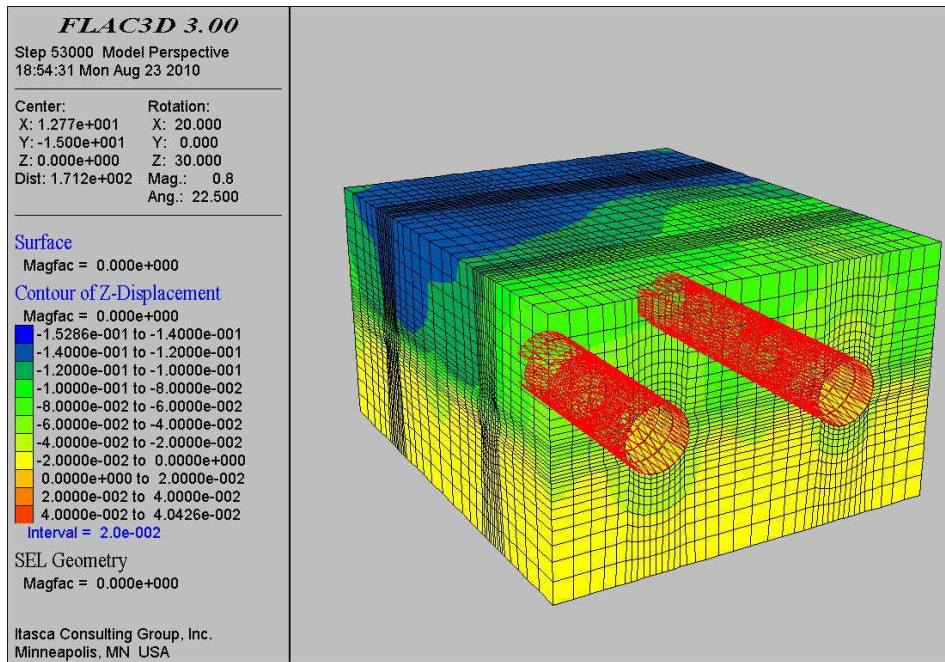 FLAC3D 3.00
Step 53000 Model Perspective
18:54:31 Mon Aug 23 2010
Center: Rotation:
X: 1.277e+001 X: 20.000
Y: -1.500e+001 Y: 0.000
Z: 0.000e+000 Z: 30.000
Dist: 1.712e+002 Mag.: 0.8
Ang.: 22.500
Surface
Magfac = 0.000e+000
Contour of Z-Displacement
Magfac = 0.000e+000
-1.5286e-001 to -1.4000e-001
-1.4000e-001 to -1.2000e-001
-1.2000e-001 to -1.0000e-001
-1.0000e-001 to -8.0000e-002
-8.0000e-002 to -6.0000e-002
-6.0000e-002 to -4.0000e-002
-4.0000e-002 to -2.0000e-002
-2.0000e-002 to 0.0000e+000
0.0000e+000 to 2.0000e-002
2.0000e-002 to 4.0000e-002
4.0000e-002 to 4.0426e-002
Interval = 2.0e-002
SEL Geometry
Magfac = 0.000e+000
Itasca Consulting Group, Inc.
Minneapolis, MN USA